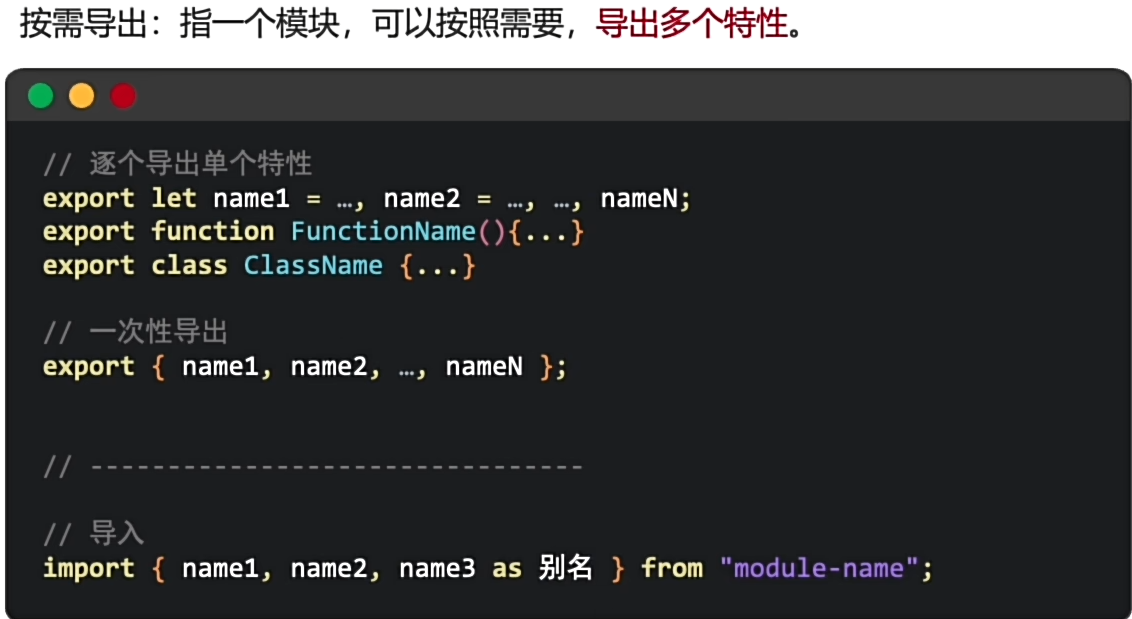 按需导出：指一个模块，可以按照需要，导出多个特性。
// 逐个导出单个特性
export let name1 = …, name2 = …, …, nameN;
export function FunctionName(){...}
export class ClassName {...}
// 一次性导出
export { name1, name2, …, nameN };
// --------------------------------
// 导入
import { name1, name2, name3 as 别名 } from "module-name";